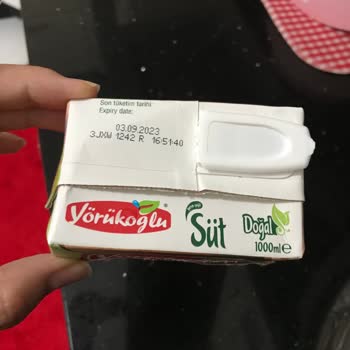 Son tüketim tarihi
Expiry date:
03.09.2023
3JXW 1242 R 16:51:40
Yörükoğlu
Süt
Doğal
1000ml e